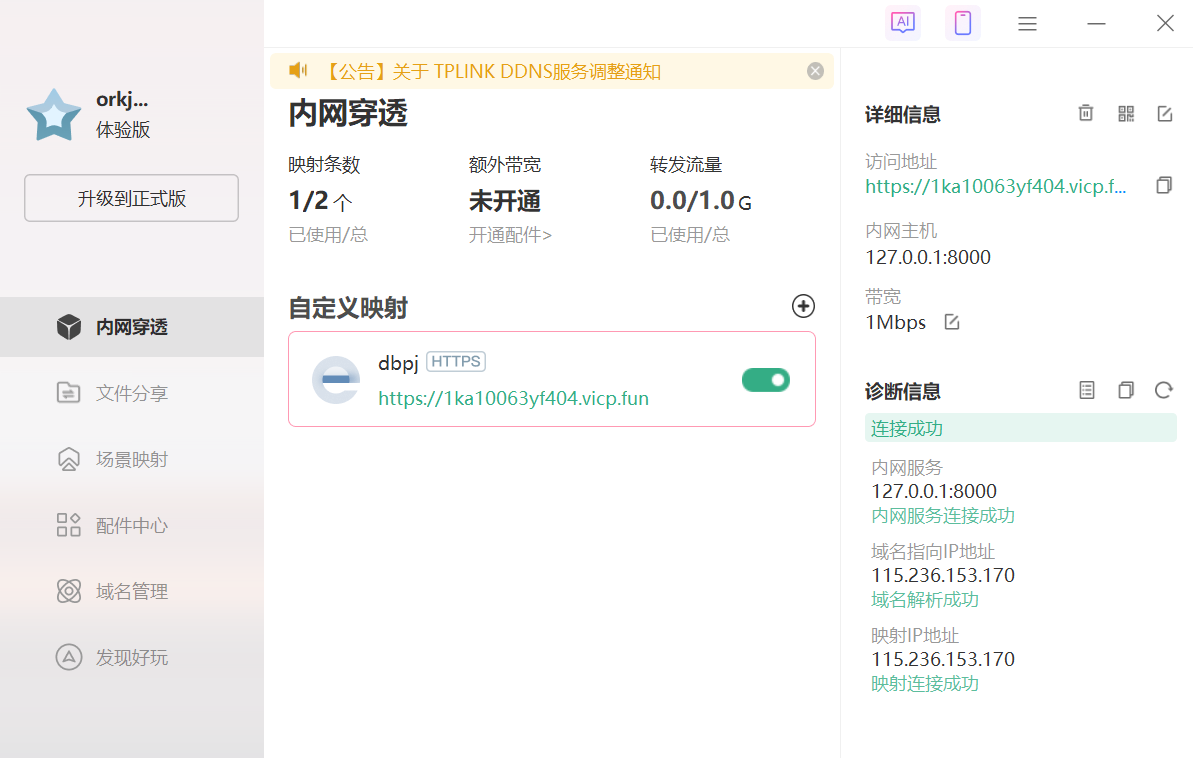 AI
orkj...
体验版
升级到正式版
内网穿透
文件分享
场景映射
配件中心
域名管理
发现好玩
【公告】关于 TPLINK DDNS服务调整通知
内网穿透
映射条数
1/2 个
已使用/总
额外带宽
未开通
开通配件>
转发流量
0.0/1.0 G
已使用/总
自定义映射
dbpj HTTPS
https://1ka10063yf404.vicp.fun
详细信息
访问地址
https://1ka10063yf404.vicp.f...
内网主机
127.0.0.1:8000
带宽
1Mbps
诊断信息
连接成功
内网服务
127.0.0.1:8000
内网服务连接成功
域名指向IP地址
115.236.153.170
域名解析成功
映射IP地址
115.236.153.170
映射连接成功